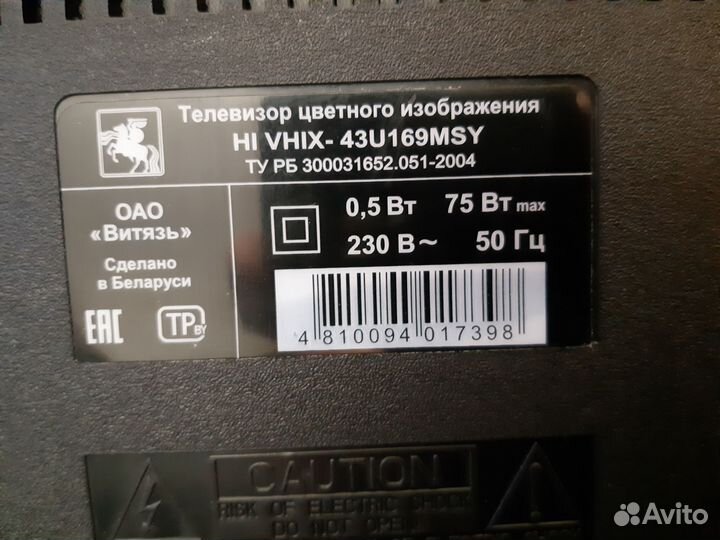 Телевизор цветного изображения
HI VHIX- 43U169MSY
ТУ РБ 300031652.051-2004
ОАО
«Витязь»
Сделано
в Беларуси
0,5 Вт 75 Вт max
230 В~ 50 Гц
EAC
TP BY
4 810094 017398
CAUTION
RISK OF ELECTRIC SHOCK
DO NOT OPEN
Avito